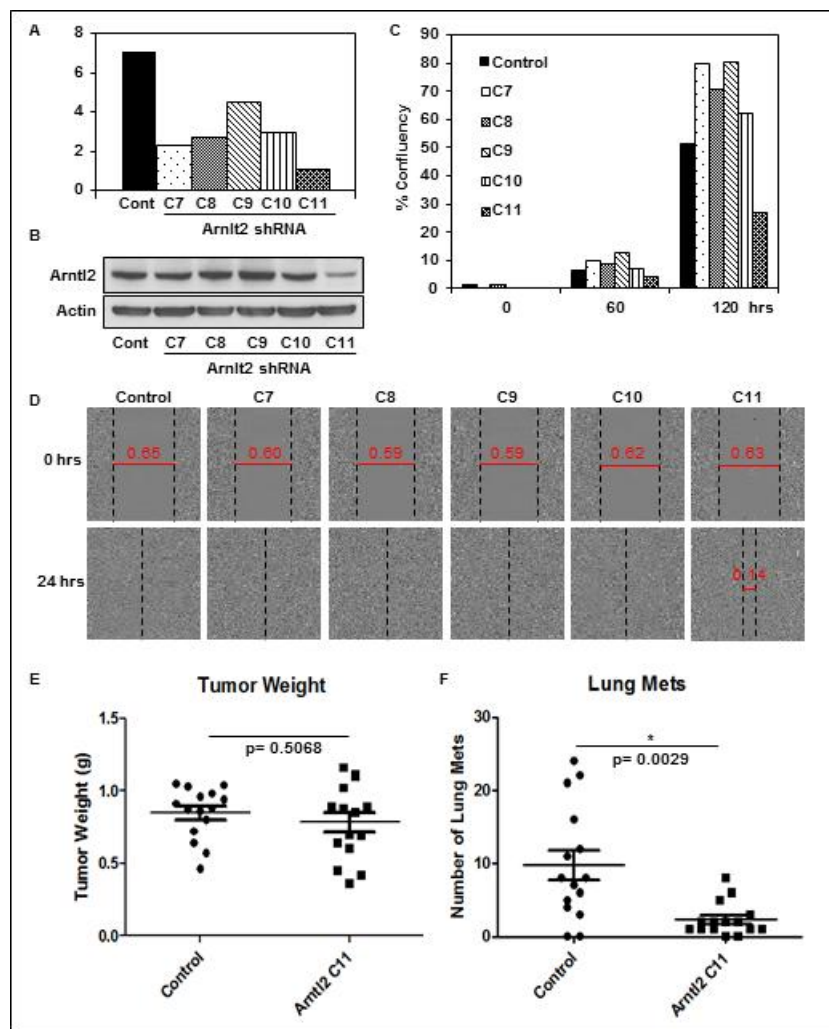 A
8
6
4
2
0
Cont C7 C8 C9 C10 C11
Arnlt2 shRNA
B
Arntl2
Actin
Cont C7 C8 C9 C10 C11
Arnlt2 shRNA
C
% Confluency
90
80
70
60
50
40
30
20
10
0
Control
C7
C8
C9
C10
C11
0 60 120 hrs
D
Control C7 C8 C9 C10 C11
0 hrs
0.65 0.60 0.59 0.59 0.62 0.63
24 hrs
0.14
E
Tumor Weight
Tumor Weight (g)
1.5
1.0
0.5
0.0
p= 0.5068
Control Arntl2 C11
F
Lung Mets
Number of Lung Mets
30
20
10
0
*
p= 0.0029
Control Arntl2 C11